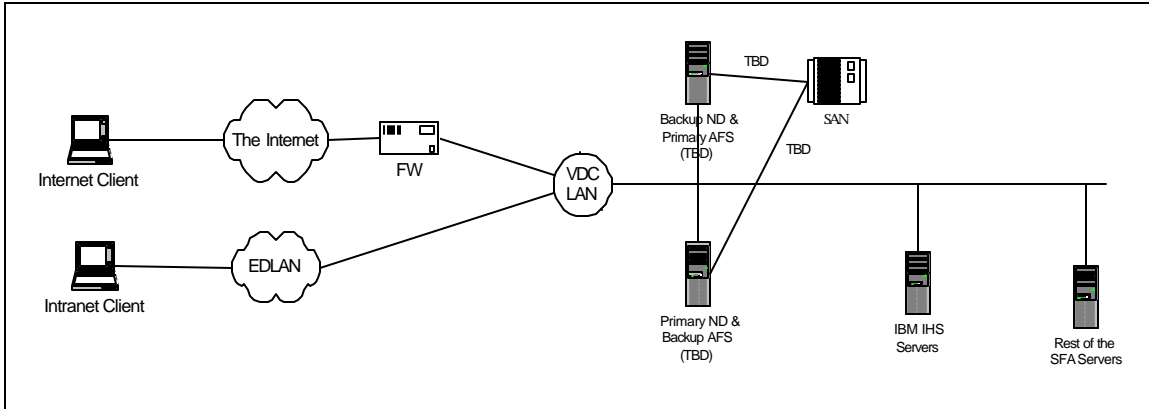 Internet Client
The Internet
FW
Intranet Client
EDLAN
VDC
LAN
Backup ND &
Primary AFS
(TBD)
TBD
SAN
TBD
Primary ND &
Backup AFS
(TBD)
IBM IHS
Servers
Rest of the
SFA Servers